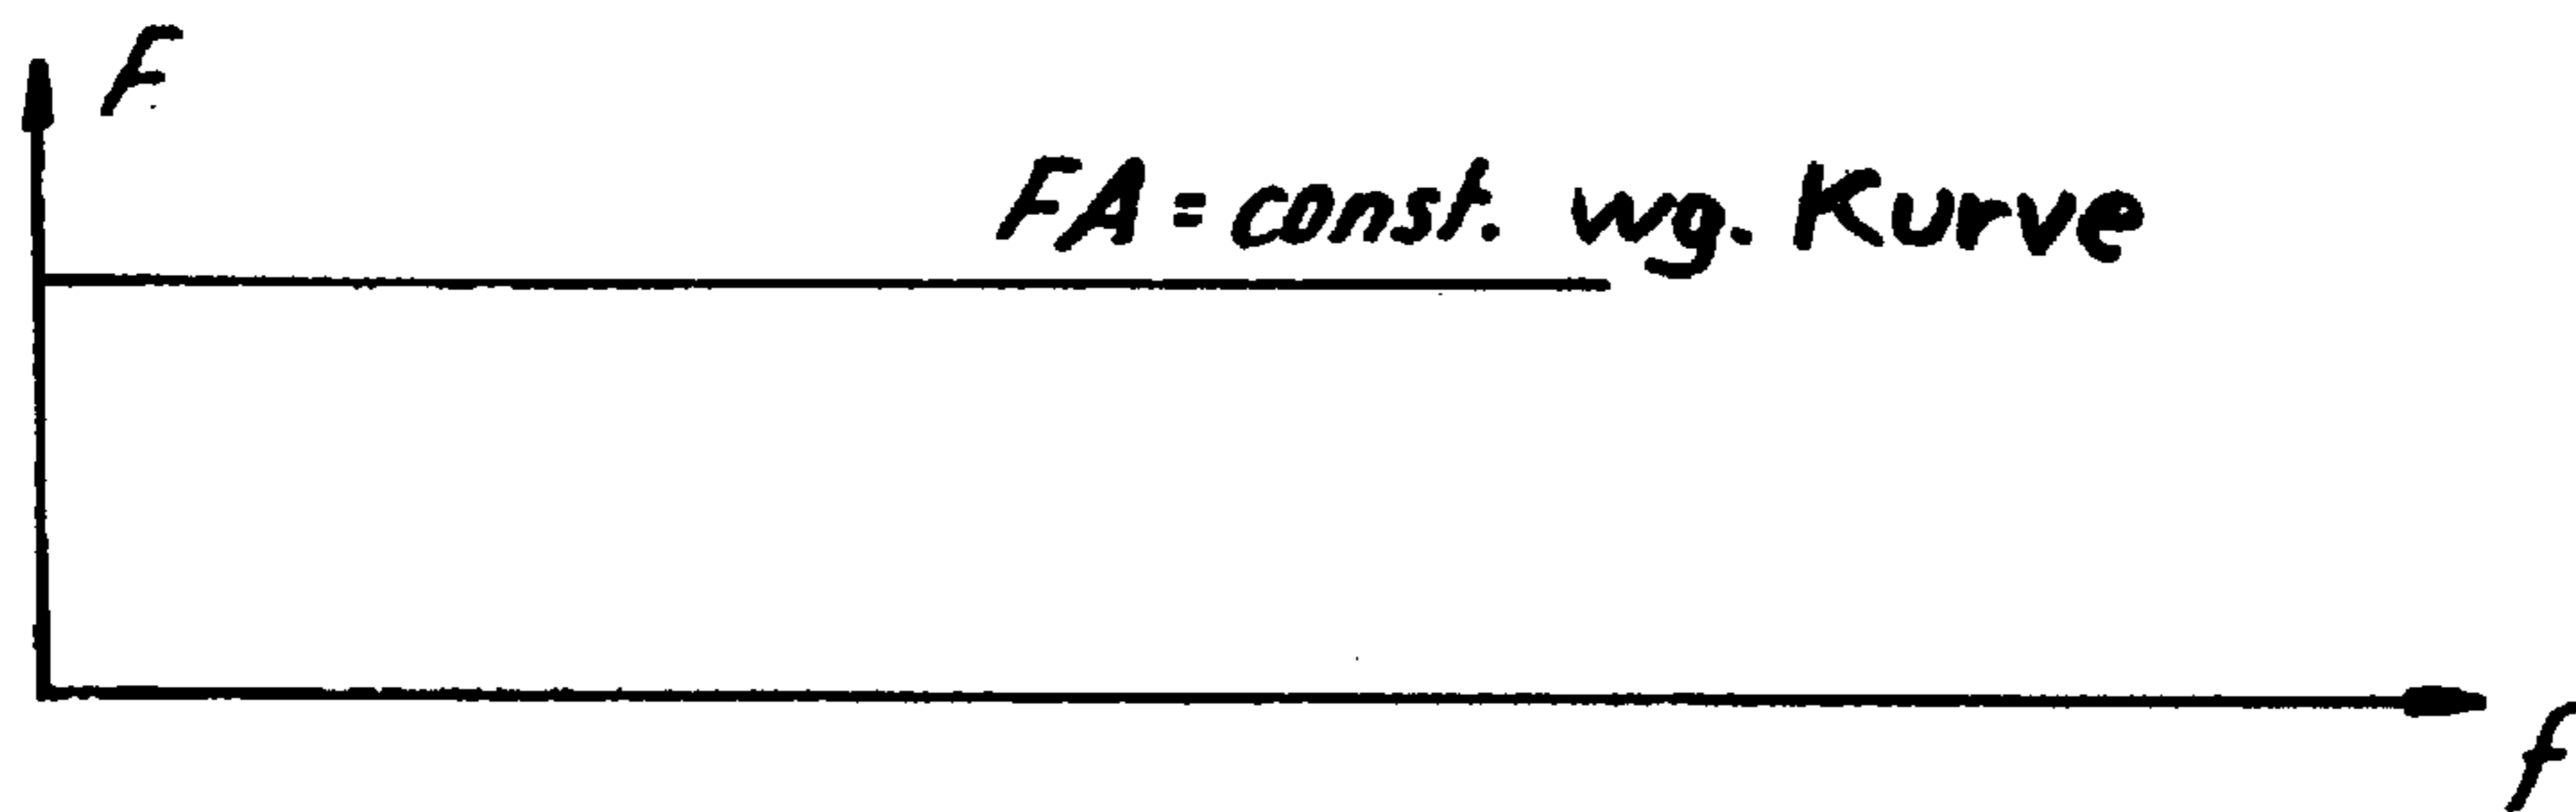 F
FA = const. wg. Kurve
f